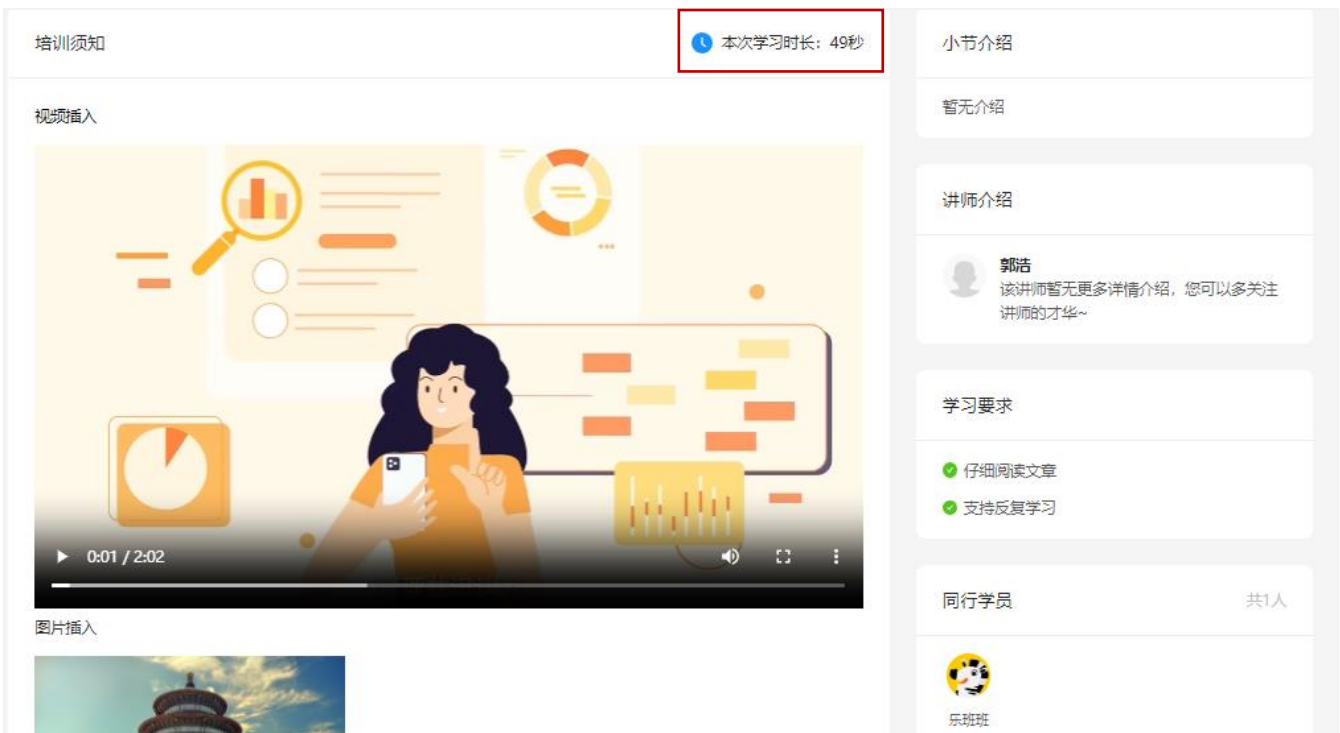 培训须知
本次学习时长：49秒
视频插入
0:01 / 2:02
图片插入
小节介绍
暂无介绍
讲师介绍
郭浩
该讲师暂无更多详情介绍，您可以多关注
讲师的才华~
学习要求
仔细阅读文章
支持反复学习
同行学员
共1人
乐班班